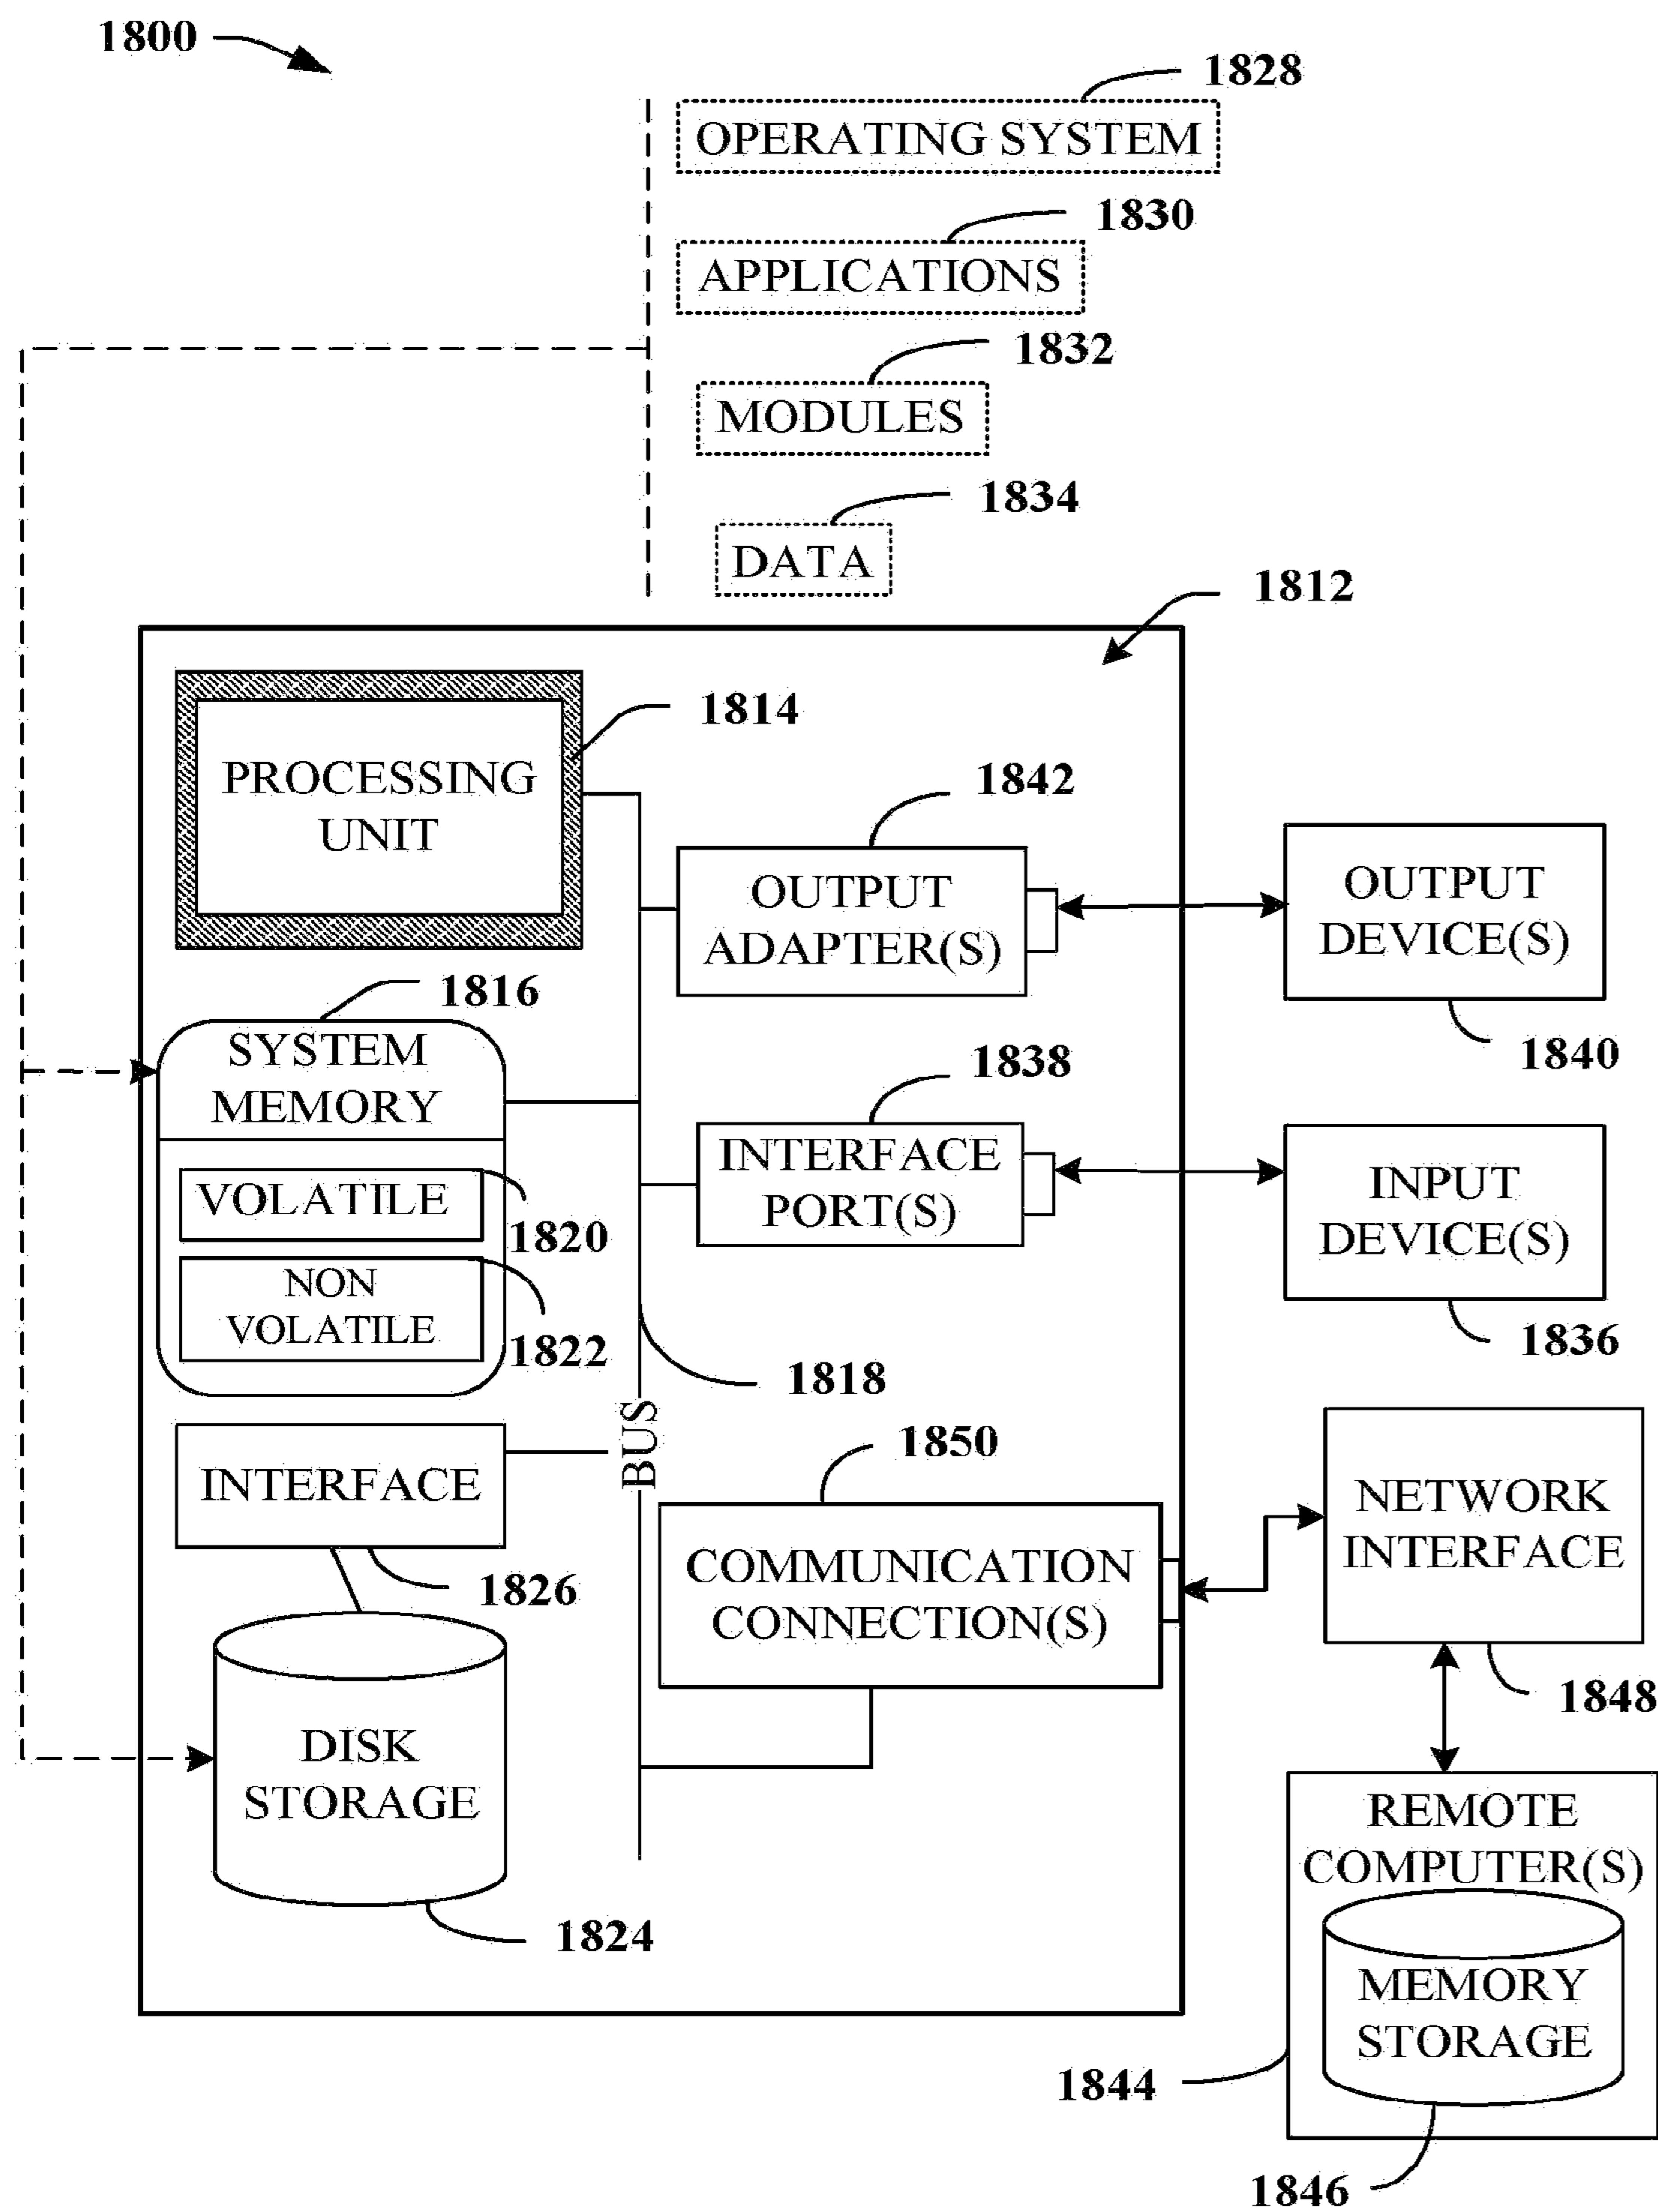 1800
1828
OPERATING SYSTEM
1830
APPLICATIONS
1832
MODULES
1834
DATA
1812
1814
PROCESSING
UNIT
1842
OUTPUT
ADAPTER(S)
OUTPUT
DEVICE(S)
1840
1816
SYSTEM
MEMORY
1838
INTERFACE
PORT(S)
INPUT
DEVICE(S)
1836
VOLATILE
1820
NON
VOLATILE
1822
1818
BUS
INTERFACE
1826
1850
COMMUNICATION
CONNECTION(S)
NETWORK
INTERFACE
1848
DISK
STORAGE
1824
REMOTE
COMPUTER(S)
MEMORY
STORAGE
1844
1846